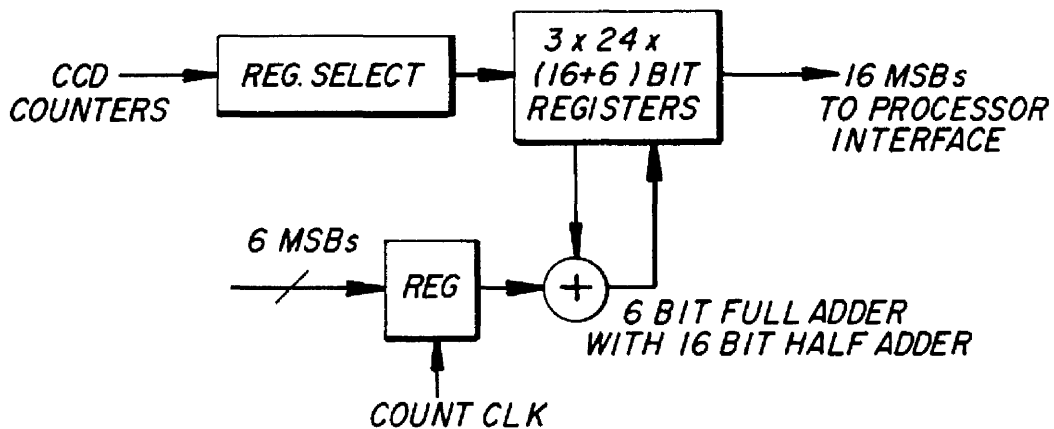 CCD
COUNTERS
REG. SELECT
3 x 24 x
(16+6) BIT
REGISTERS
16 MSBs
TO PROCESSOR
INTERFACE
6 MSBs
REG
+
6 BIT FULL ADDER
WITH 16 BIT HALF ADDER
COUNT CLK